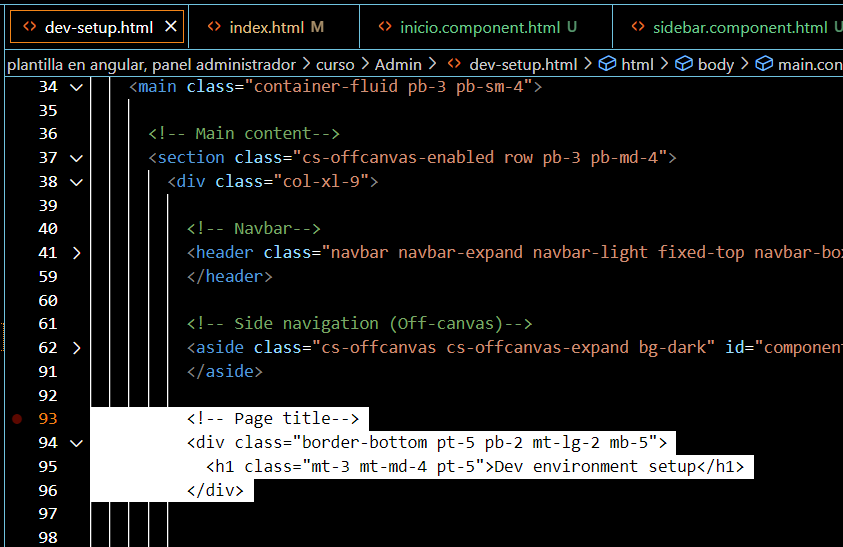 dev-setup.html index.html M inicio.component.html U sidebar.component.html U
plantilla en angular, panel administrador > curso > Admin > dev-setup.html > html > body > main.con
34 <main class="container-fluid pb-3 pb-sm-4">
35
36 <!-- Main content-->
37 <section class="cs-offcanvas-enabled row pb-3 pb-md-4">
38 <div class="col-xl-9">
39
40 <!-- Navbar-->
41 <header class="navbar navbar-expand navbar-light fixed-top navbar-box
59 </header>
60
61 <!-- Side navigation (Off-canvas)-->
62 <aside class="cs-offcanvas cs-offcanvas-expand bg-dark" id="component
91 </aside>
92
93 <!-- Page title-->
94 <div class="border-bottom pt-5 pb-2 mt-lg-2 mb-5">
95 <h1 class="mt-3 mt-md-4 pt-5">Dev environment setup</h1>
96 </div>
97
98